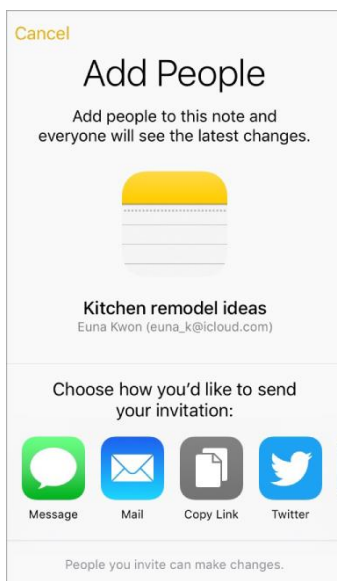 Cancel
Add People
Add people to this note and
everyone will see the latest changes.
Kitchen remodel ideas
Euna Kwon (euna_k@icloud.com)
Choose how you’d like to send
your invitation:
Message Mail Copy Link Twitter
People you invite can make changes.